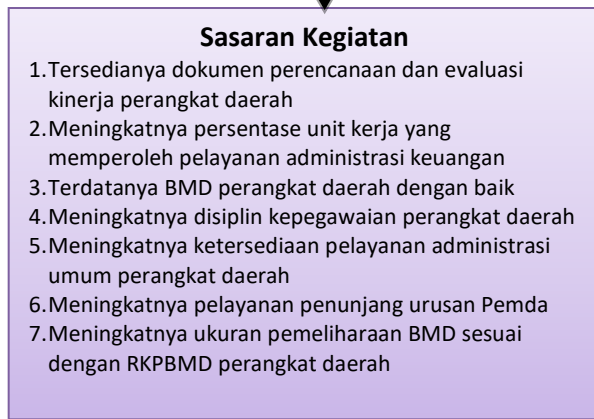 Sasaran Kegiatan
1.Tersedianya dokumen perencanaan dan evaluasi
kinerja perangkat daerah
2.Meningkatnya persentase unit kerja yang
memperoleh pelayanan administrasi keuangan
3.Terdatanya BMD perangkat daerah dengan baik
4.Meningkatnya disiplin kepegawaian perangkat daerah
5.Meningkatnya ketersediaan pelayanan administrasi
umum perangkat daerah
6.Meningkatnya pelayanan penunjang urusan Pemda
7.Meningkatnya ukuran pemeliharaan BMD sesuai
dengan RKPBMD perangkat daerah